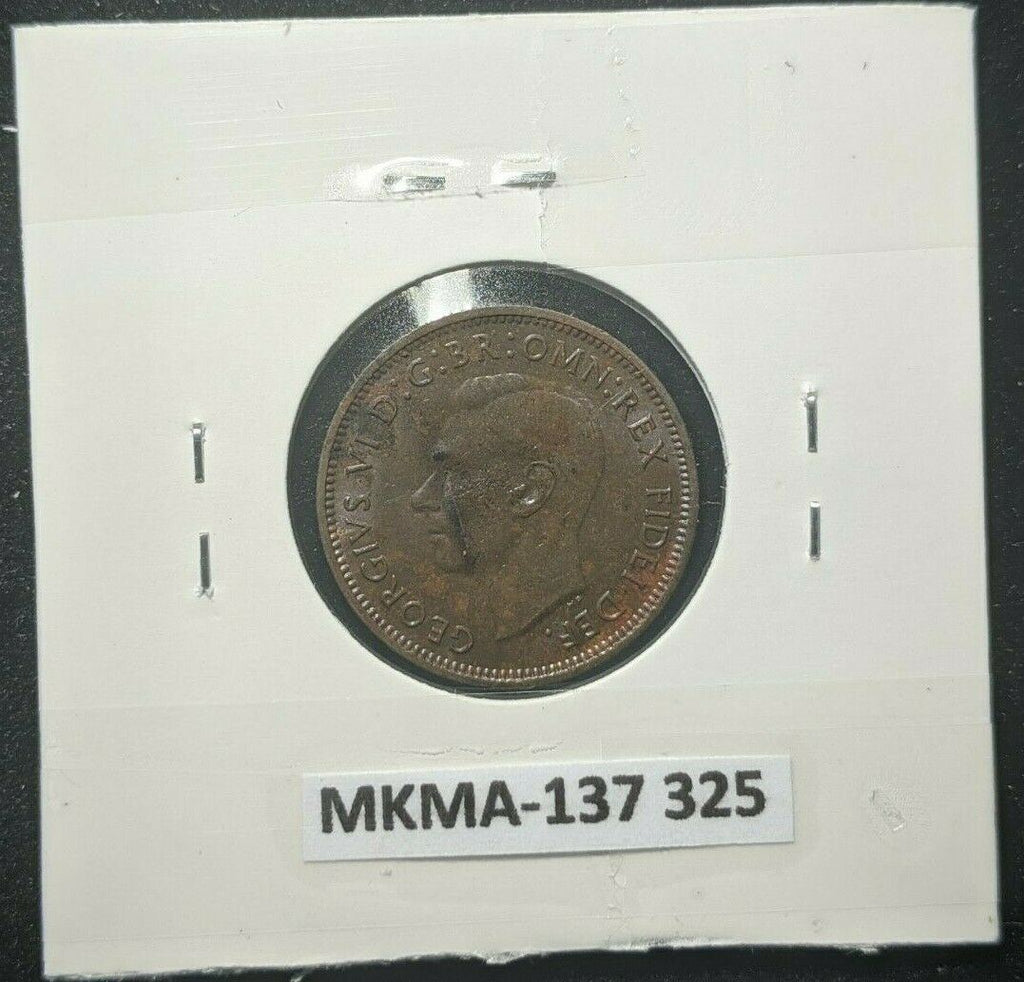 GEORGIVS VI D:G:BR:OMN:REX FIDEI DEF.
MKMA-137 325